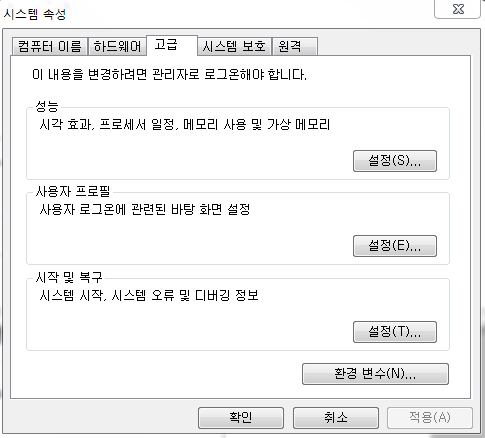 시스템 속성
컴퓨터 이름 하드웨어 고급 시스템 보호 원격
이 내용을 변경하려면 관리자로 로그온해야 합니다.
성능
시각 효과, 프로세서 일정, 메모리 사용 및 가상 메모리
설정(S)...
사용자 프로필
사용자 로그온에 관련된 바탕 화면 설정
설정(E)...
시작 및 복구
시스템 시작, 시스템 오류 및 디버깅 정보
설정(T)...
환경 변수(N)...
확인 취소 적용(A)